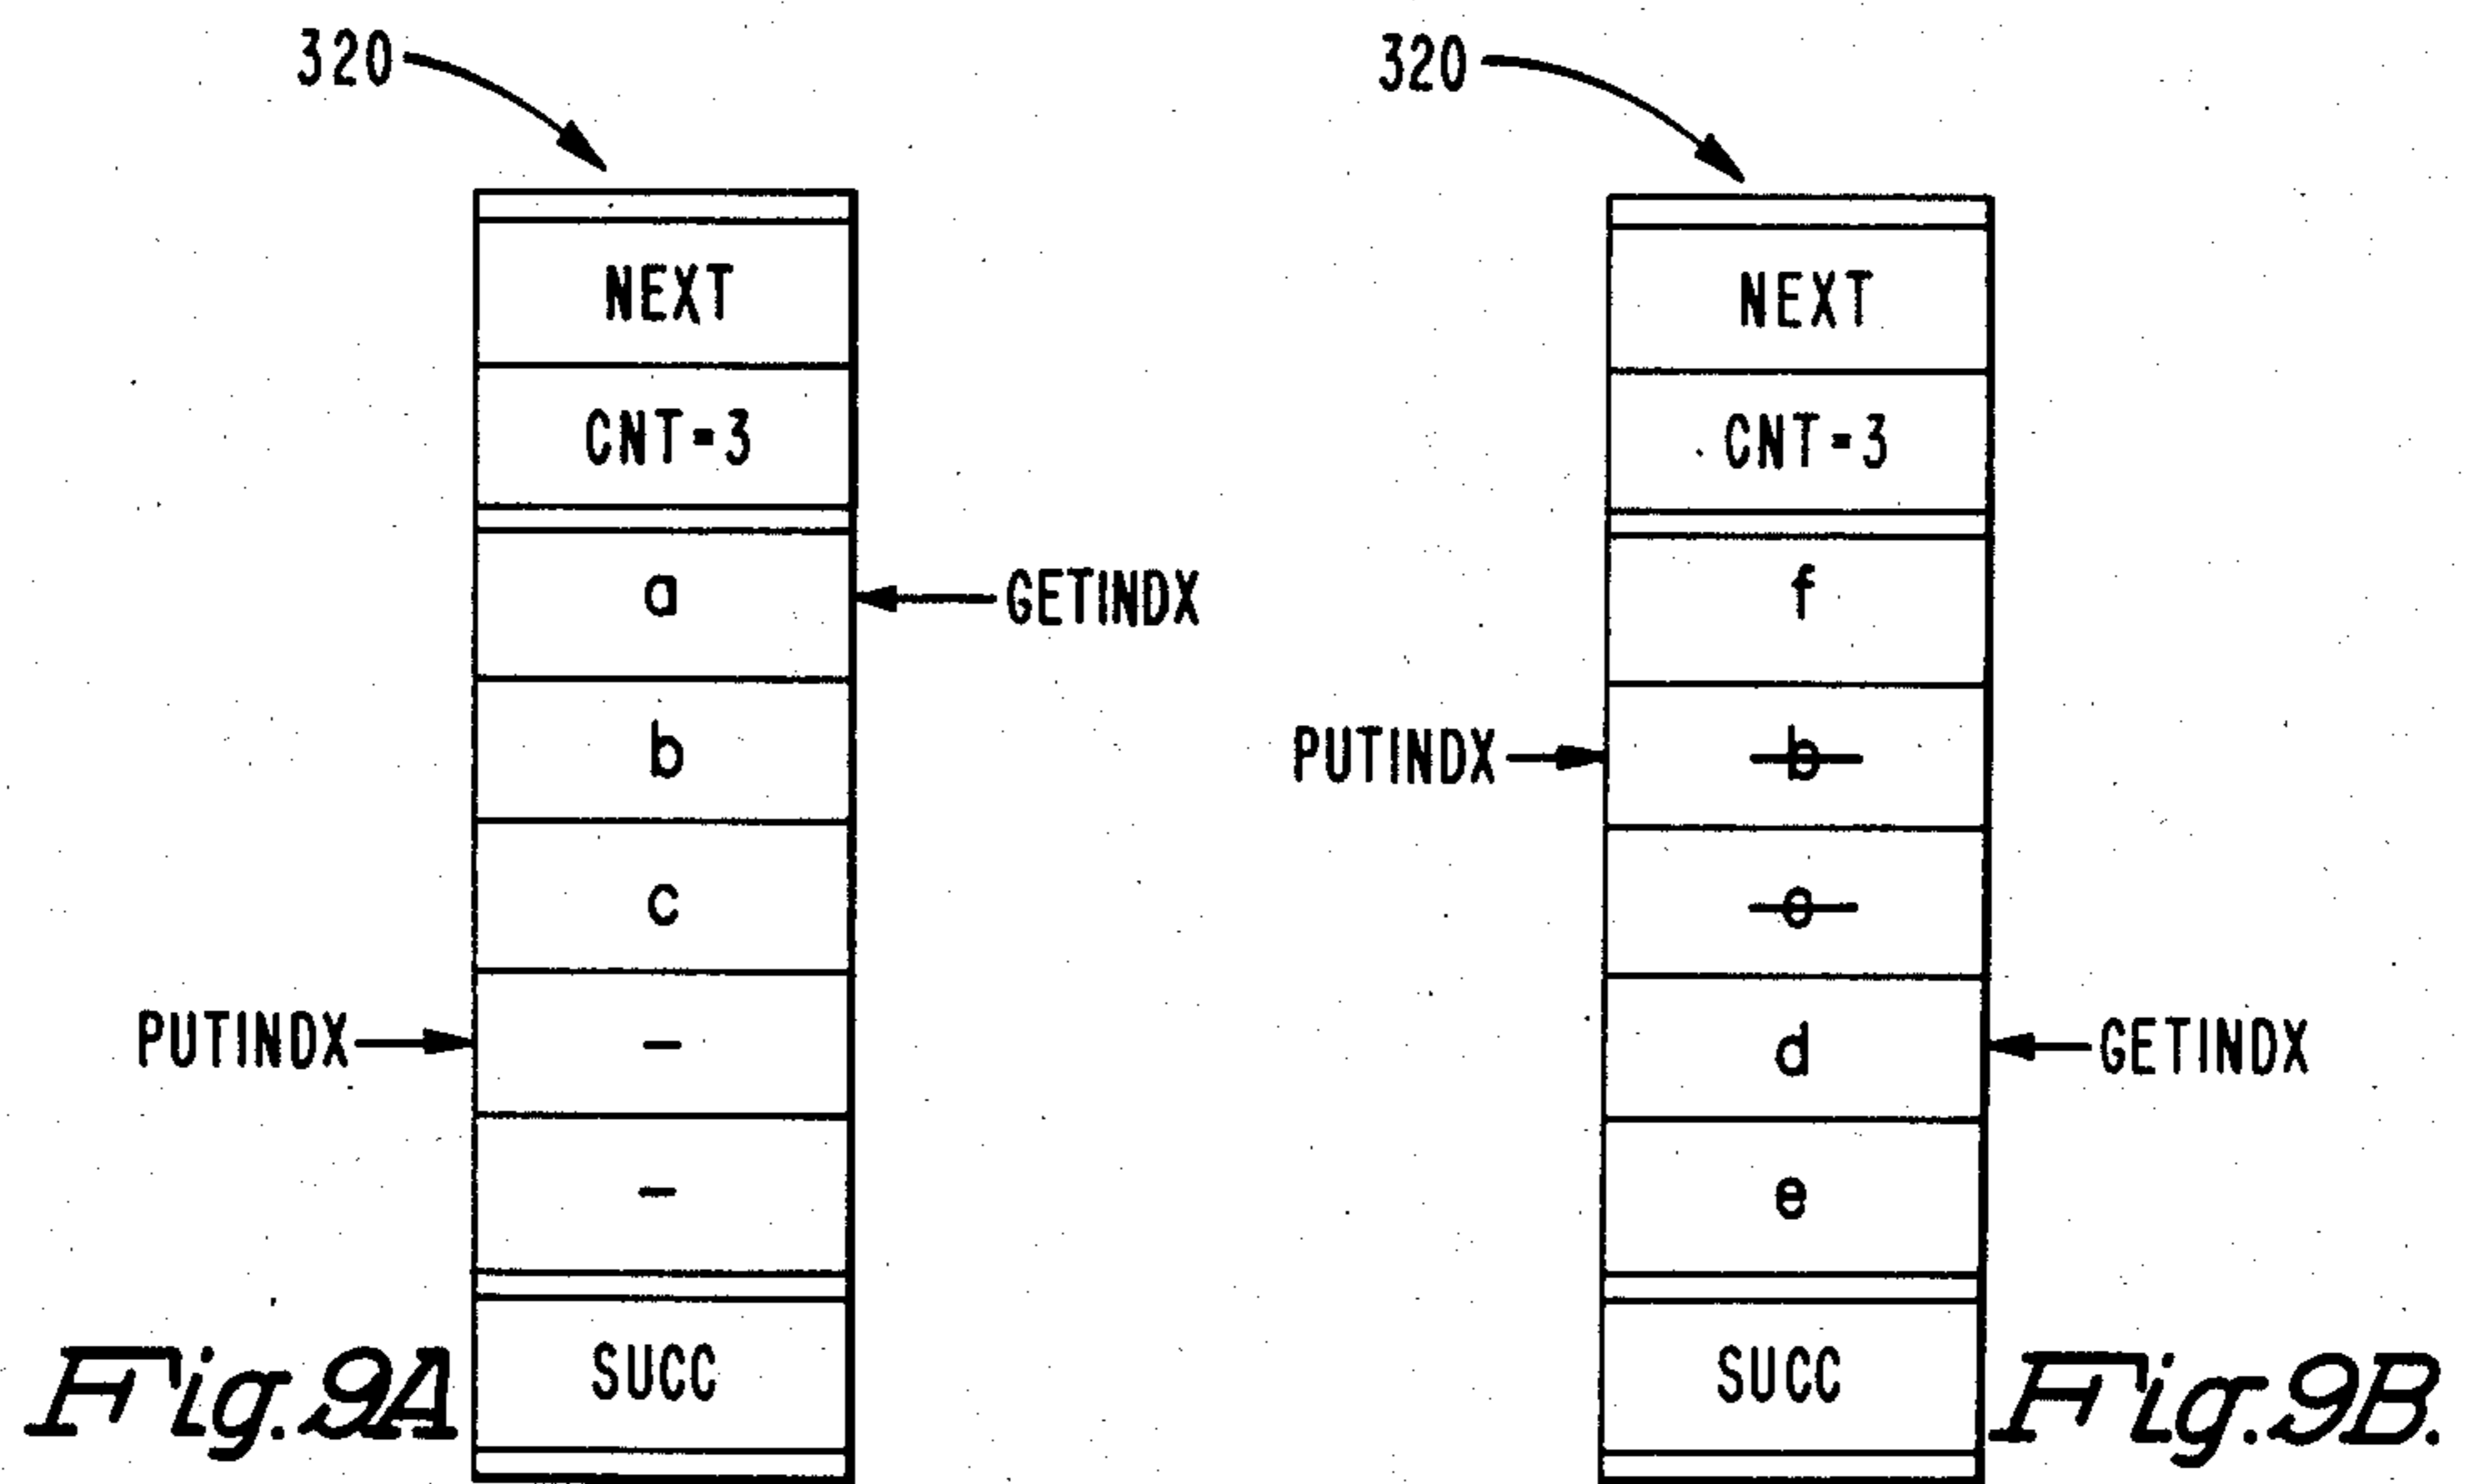 320
NEXT
CNT=3
a
GETINDX
b
c
PUTINDX
-
-
SUCC
Fig. 9A
320
NEXT
CNT=3
f
PUTINDX
b
c
d
GETINDX
e
SUCC
Fig. 9B.